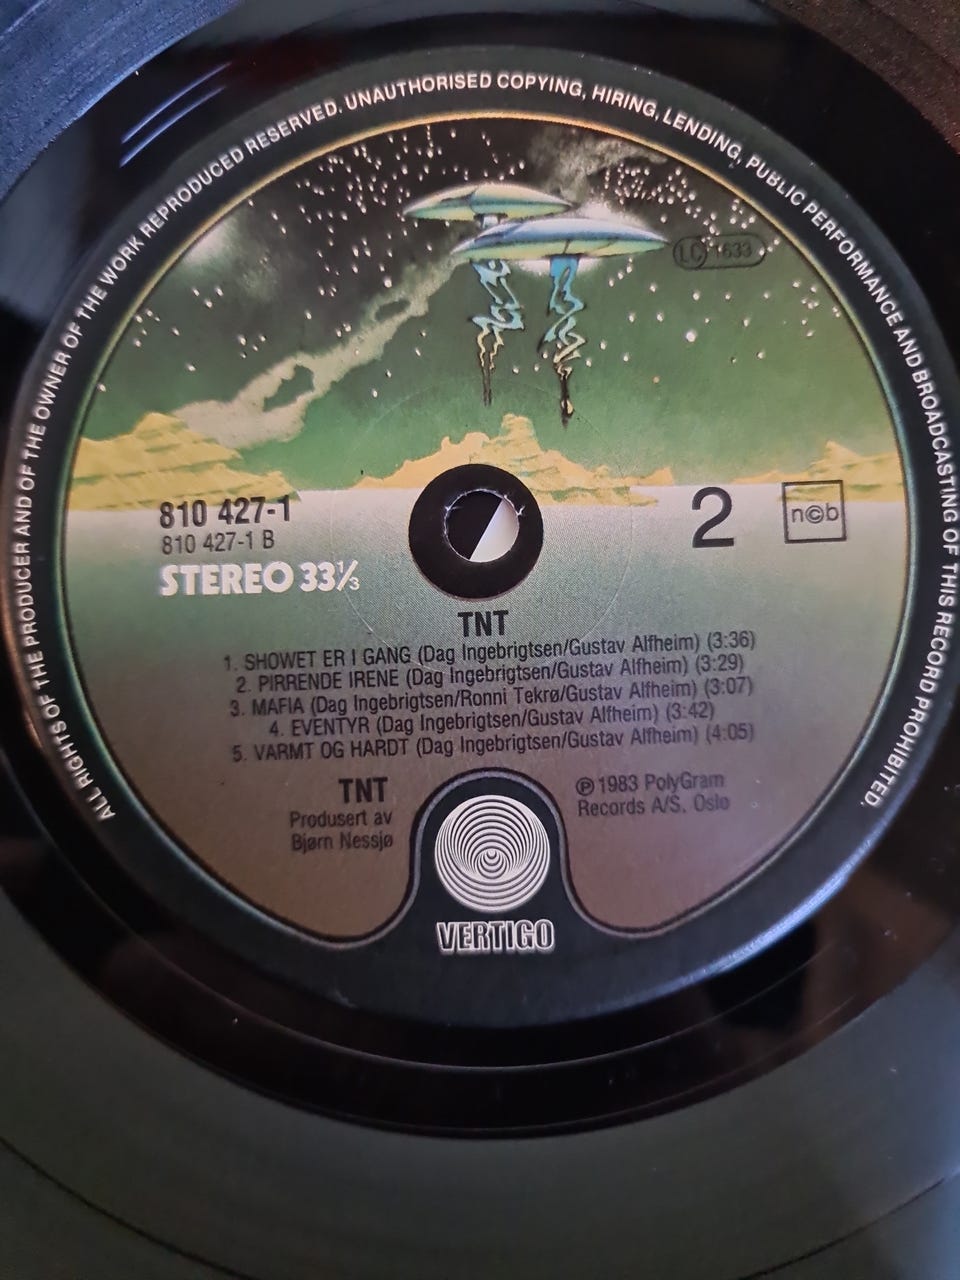 ALL RIGHTS OF THE PRODUCER AND OF THE OWNER OF THE WORK REPRODUCED RESERVED. UNAUTHORISED COPYING, HIRING, LENDING, PUBLIC PERFORMANCE AND BROADCASTING OF THIS RECORD PROHIBITED.
LC 1633
810 427-1
810 427-1 B
STEREO 33⅓
2
n©b
TNT
1. SHOWET ER I GANG (Dag Ingebrigtsen/Gustav Alfheim) (3:36)
2. PIRRENDE IRENE (Dag Ingebrigtsen/Gustav Alfheim) (3:29)
3. MAFIA (Dag Ingebrigtsen/Ronni Tekrø/Gustav Alfheim) (3:07)
4. EVENTYR (Dag Ingebrigtsen/Gustav Alfheim) (3:42)
5. VARMT OG HARDT (Dag Ingebrigtsen/Gustav Alfheim) (4:05)
TNT
Produsert av
Bjørn Nessjø
℗ 1983 PolyGram
Records A/S, Oslo
VERTIGO